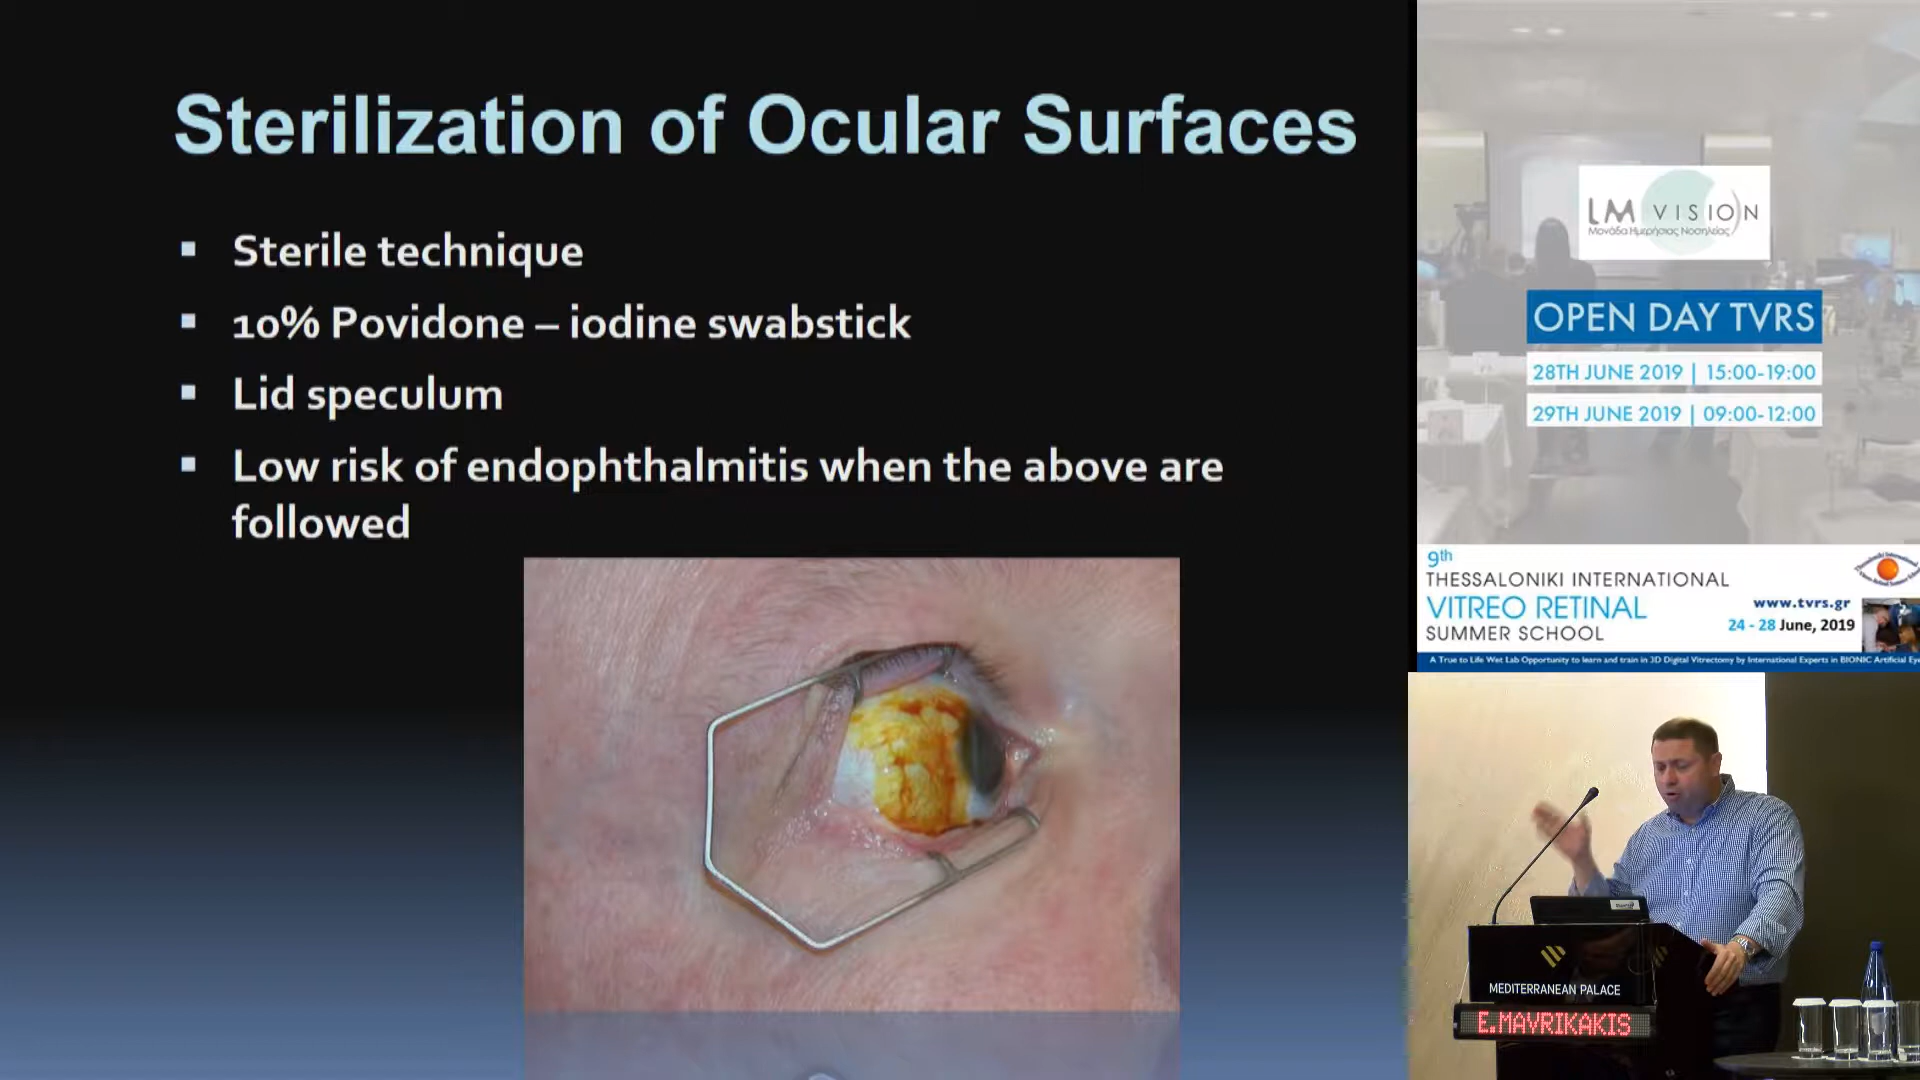 Sterilization of Ocular Surfaces
Sterile technique
10% Povidone – iodine swabstick
Lid speculum
Low risk of endophthalmitis when the above are
followed
LM VISION
Μονάδα Ημερήσιας Νοσηλείας
OPEN DAY TVRS
28TH JUNE 2019 | 15:00-19:00
29TH JUNE 2019 | 09:00-12:00
9th
THESSALONIKI INTERNATIONAL
VITREO RETINAL
SUMMER SCHOOL
www.tvrs.gr
24 - 28 June, 2019
A True to Life Wet Lab Opportunity to learn and train in 3D Digital Vitrectomy by International Experts in BIONIC Artificial Eye
MEDITERRANEAN PALACE
E.MAVRIKAKIS